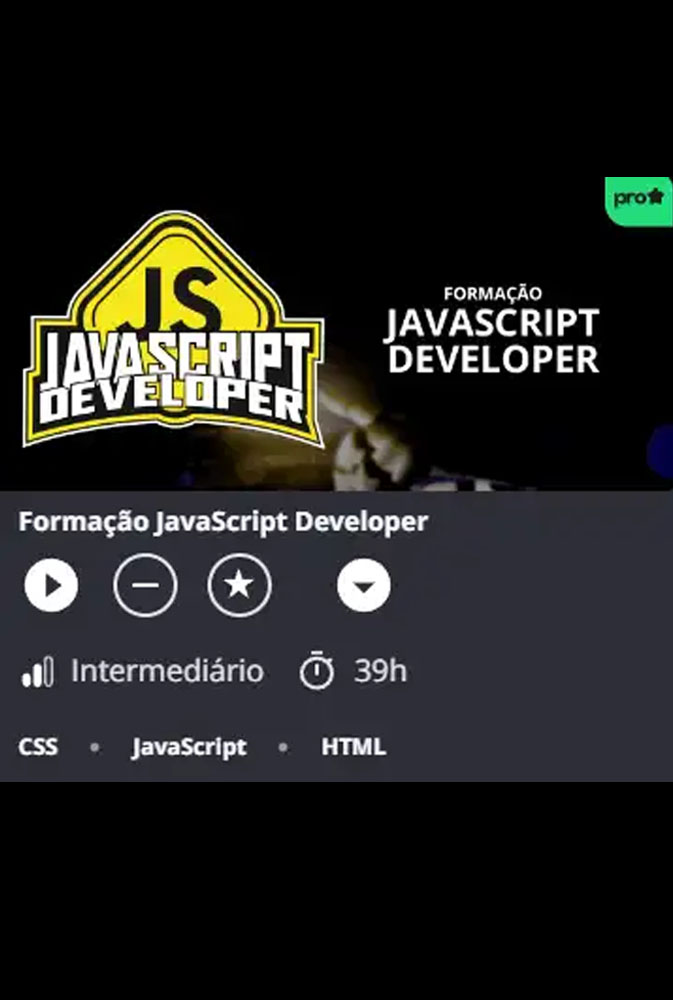 pro
JS
JAVASCRIPT
DEVELOPER
FORMAÇÃO
JAVASCRIPT
DEVELOPER
Formação JavaScript Developer
Intermediário 39h
CSS • JavaScript • HTML